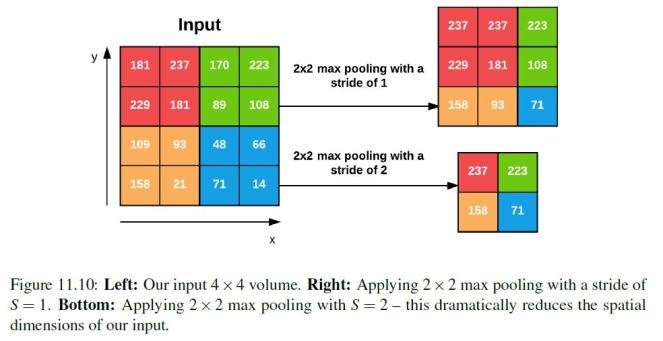 Input
y
181 237 170 223
229 181 89 108
109 93 48 66
158 21 71 14
x
2x2 max pooling with a
stride of 1
237 237 223
229 181 108
158 93 71
2x2 max pooling with a
stride of 2
237 223
158 71
Figure 11.10: Left: Our input 4 × 4 volume. Right: Applying 2 × 2 max pooling with a stride of
S = 1. Bottom: Applying 2 × 2 max pooling with S = 2 – this dramatically reduces the spatial
dimensions of our input.